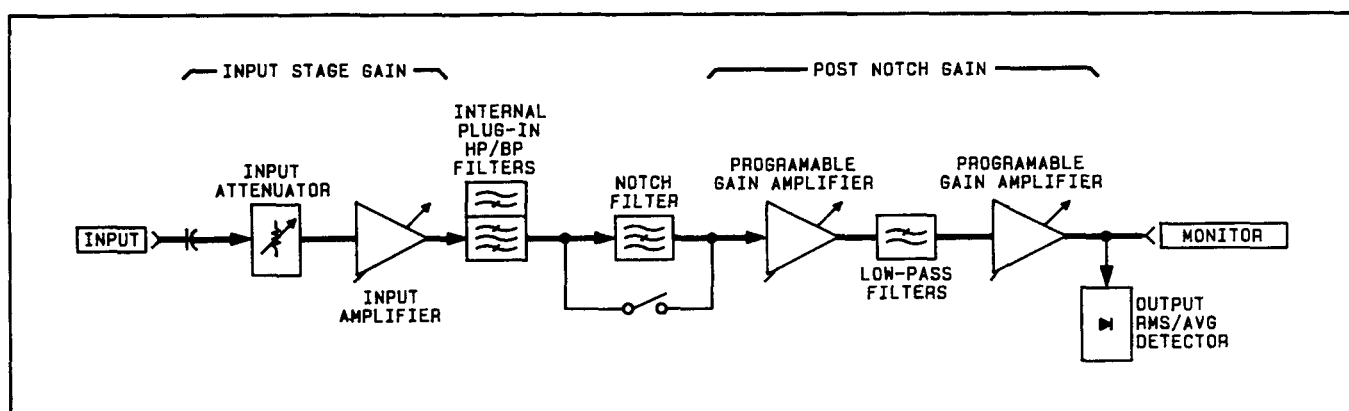 INPUT STAGE GAIN
POST NOTCH GAIN
INTERNAL
PLUG-IN
HP/BP
FILTERS
INPUT
ATTENUATOR
NOTCH
FILTER
PROGRAMABLE
GAIN AMPLIFIER
PROGRAMABLE
GAIN AMPLIFIER
INPUT
MONITOR
INPUT
AMPLIFIER
LOW-PASS
FILTERS
OUTPUT
RMS/AVG
DETECTOR